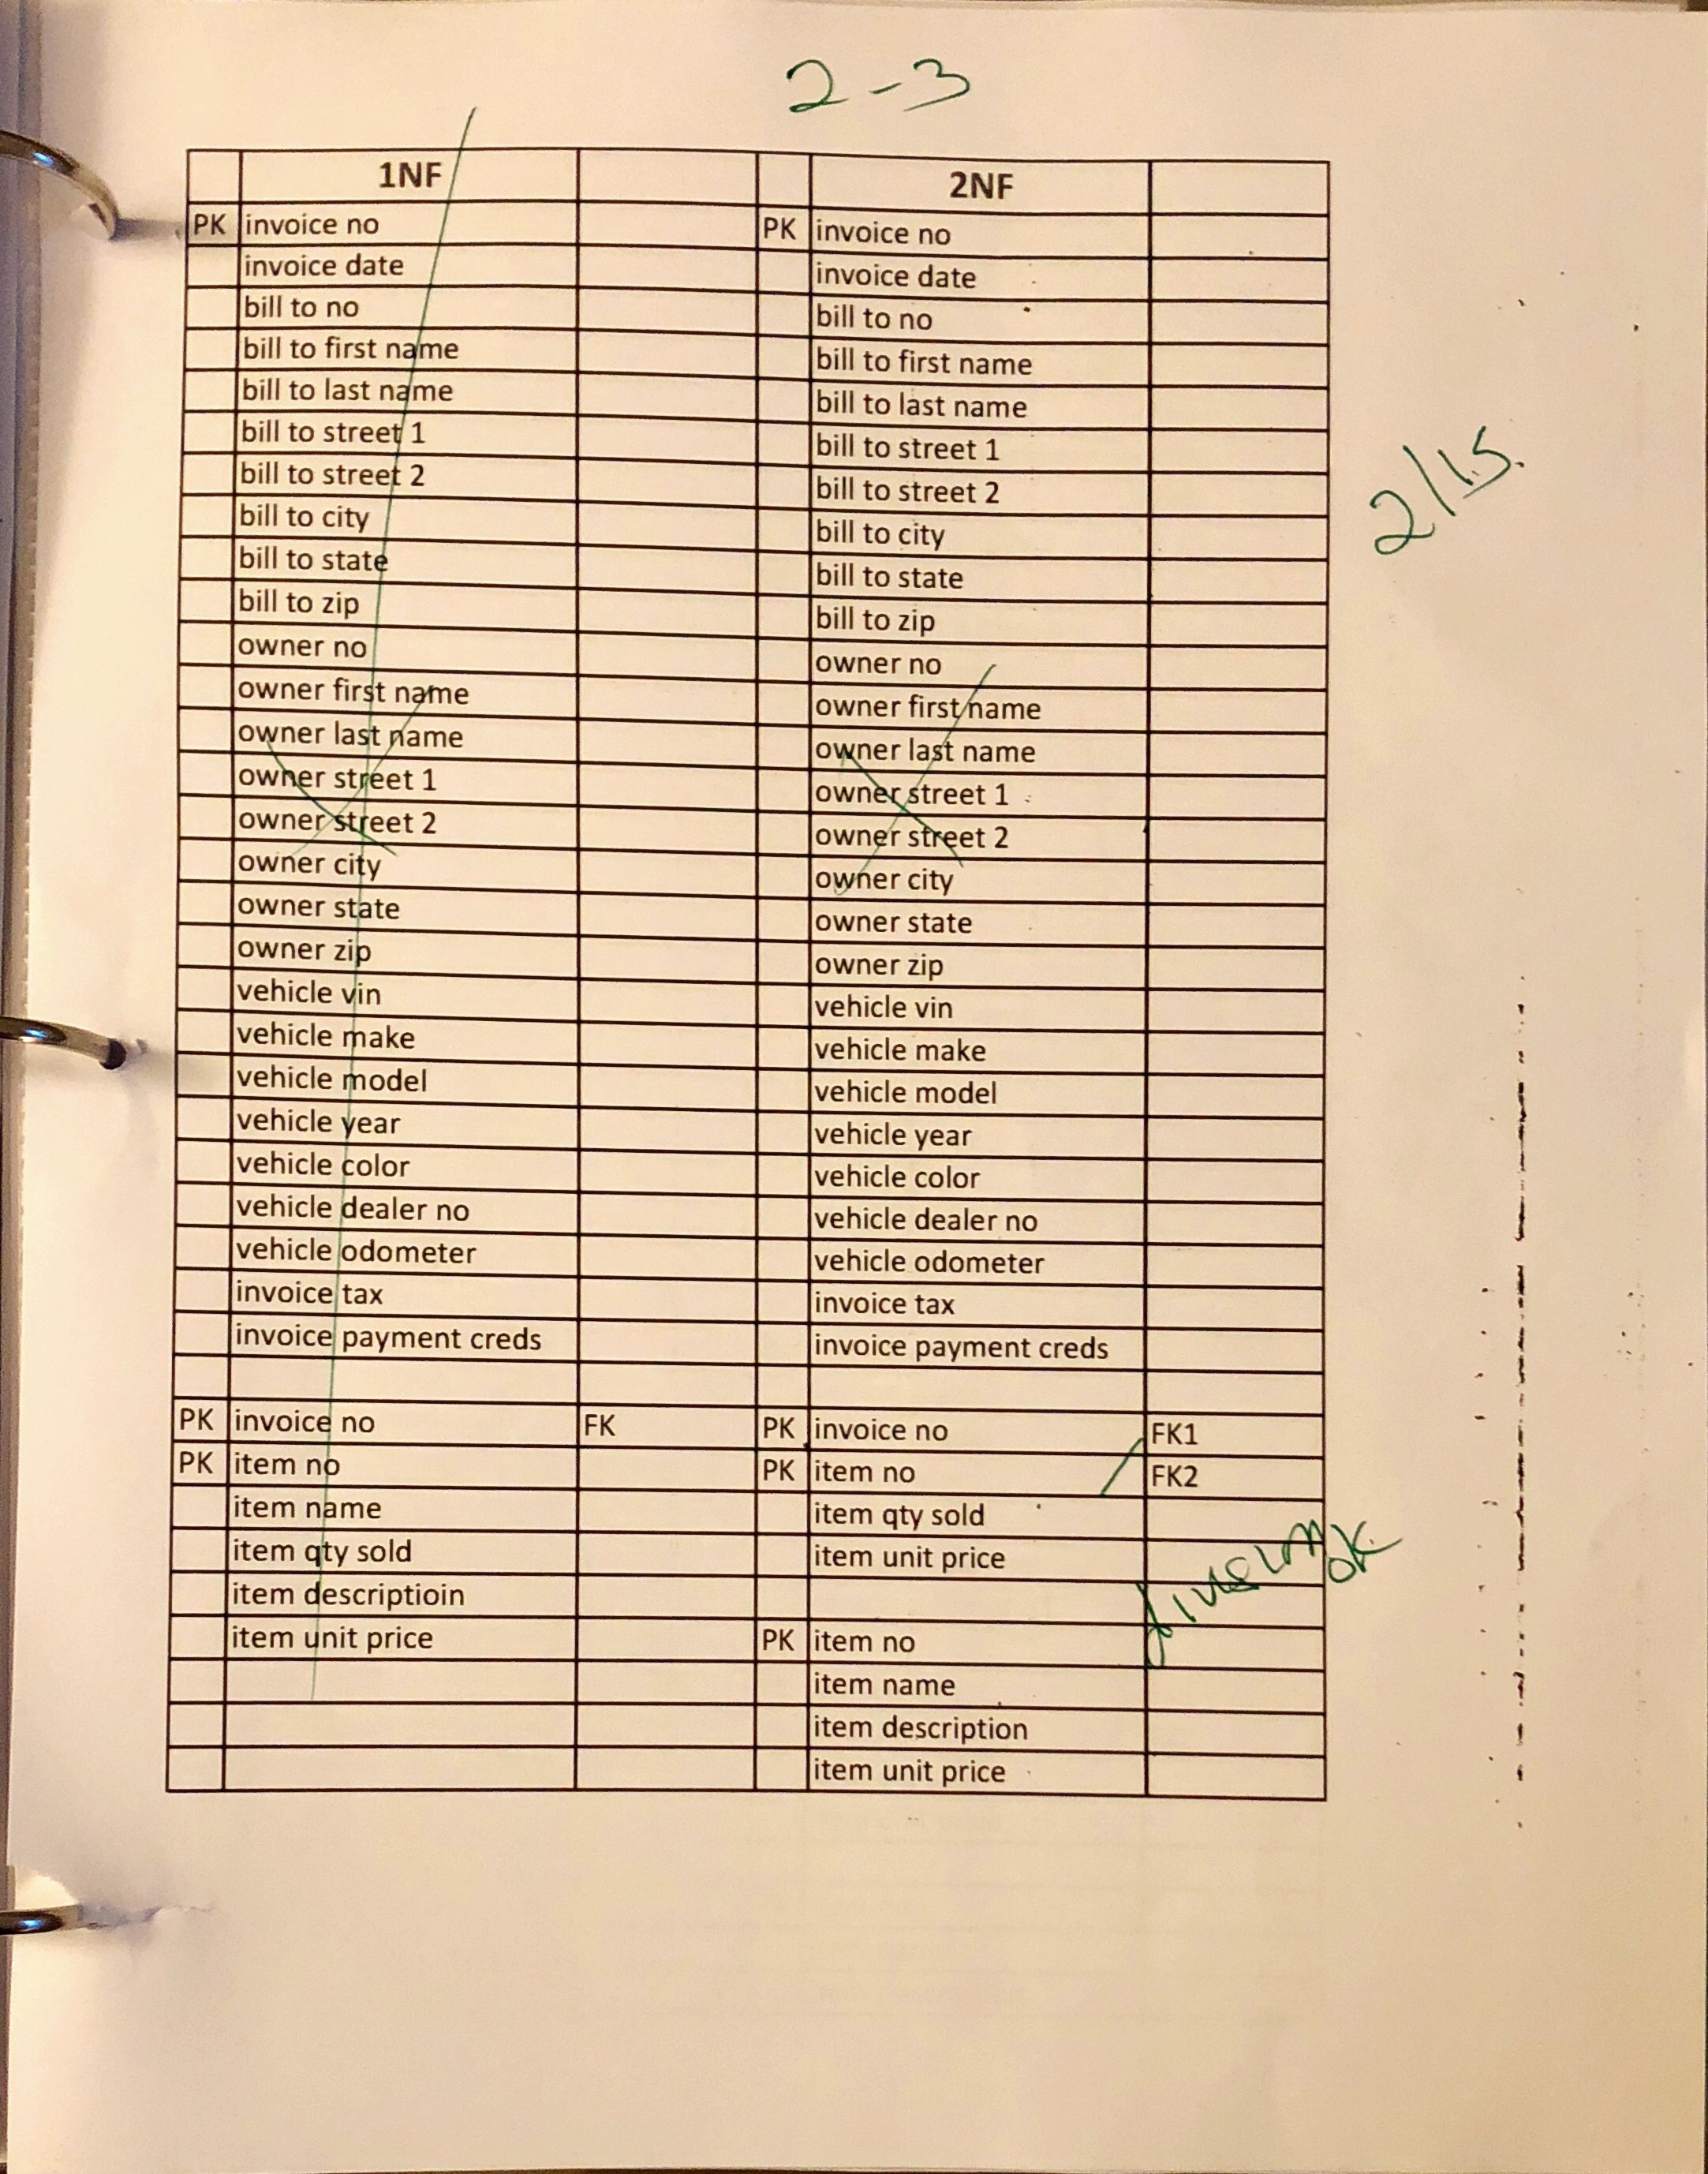 2-3
1NF 2NF
PK invoice no PK invoice no
invoice date invoice date
bill to no bill to no
bill to first name bill to first name
bill to last name bill to last name
bill to street 1 bill to street 1
bill to street 2 bill to street 2
bill to city bill to city
bill to state bill to state
bill to zip bill to zip
owner no owner no
owner first name owner first name
owner last name owner last name
owner street 1 owner street 1
owner street 2 owner street 2
owner city owner city
owner state owner state
owner zip owner zip
vehicle vin vehicle vin
vehicle make vehicle make
vehicle model vehicle model
vehicle year vehicle year
vehicle color vehicle color
vehicle dealer no vehicle dealer no
vehicle odometer vehicle odometer
invoice tax invoice tax
invoice payment creds invoice payment creds
PK invoice no FK PK invoice no FK1
PK item no PK item no FK2
item name item qty sold
item qty sold item unit price
item descriptioin
item unit price PK item no
item name
item description
item unit price
2/15
OK